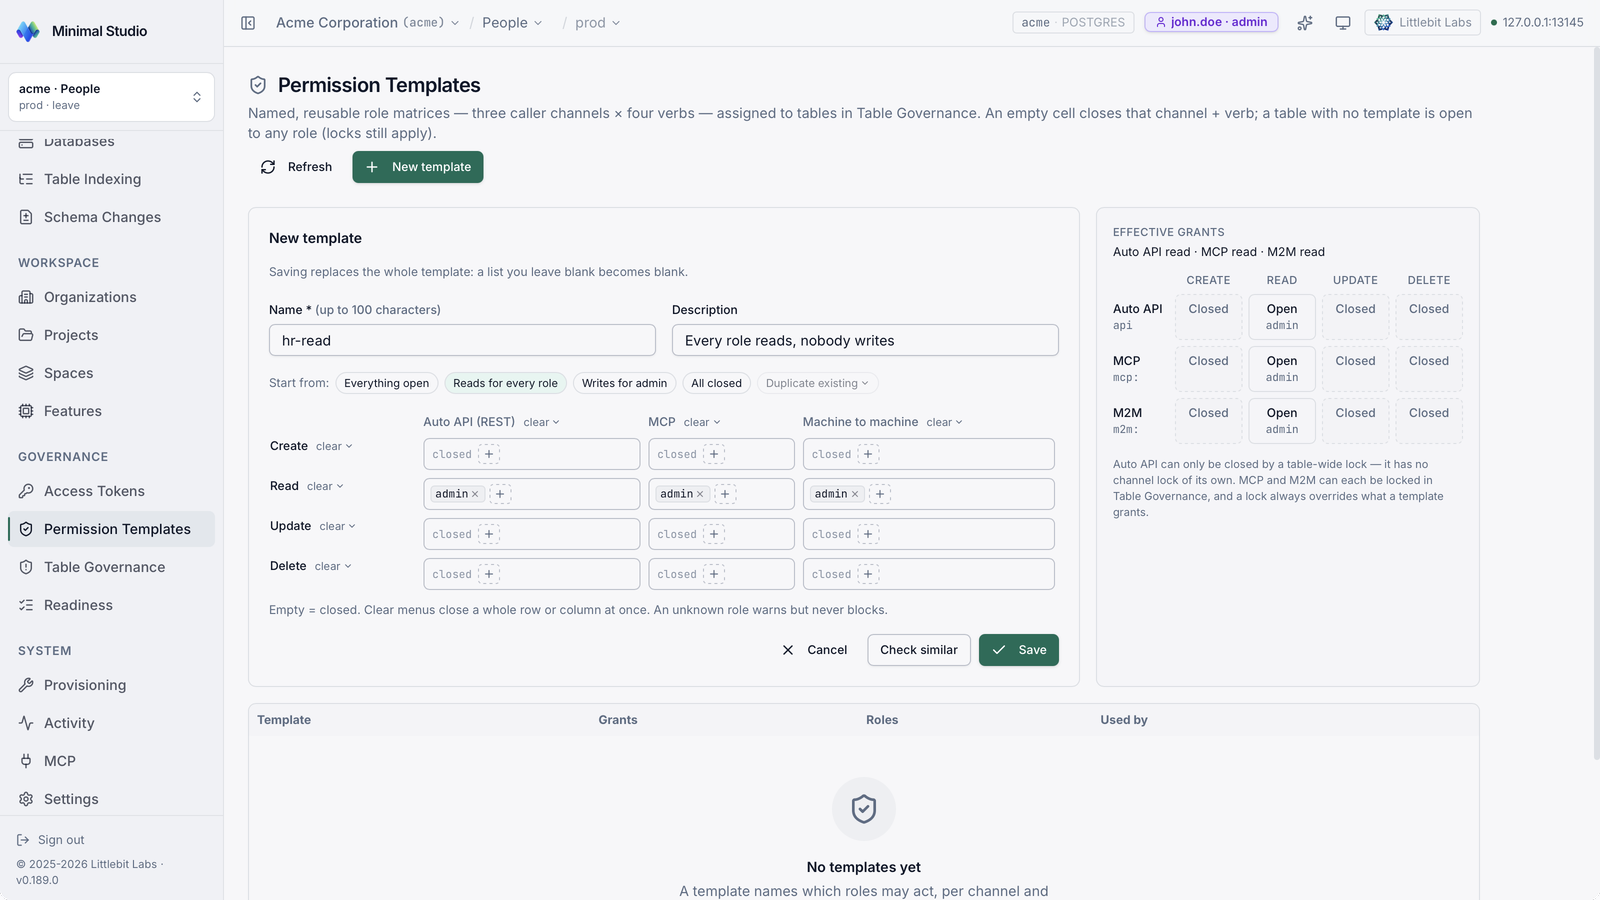 Minimal Studio
acme · People
prod · leave
Databases
Table Indexing
Schema Changes
WORKSPACE
Organizations
Projects
Spaces
Features
GOVERNANCE
Access Tokens
Permission Templates
Table Governance
Readiness
SYSTEM
Provisioning
Activity
MCP
Settings
Sign out
© 2025-2026 Littlebit Labs ·
v0.189.0
Acme Corporation (acme) / People / prod
acme · POSTGRES
john.doe · admin
Littlebit Labs
127.0.0.1:13145
Permission Templates
Named, reusable role matrices — three caller channels × four verbs — assigned to tables in Table Governance. An empty cell closes that channel + verb; a table with no template is open
to any role (locks still apply).
Refresh
New template
New template
Saving replaces the whole template: a list you leave blank becomes blank.
Name * (up to 100 characters)
Description
hr-read
Every role reads, nobody writes
Start from: Everything open Reads for every role Writes for admin All closed Duplicate existing
Auto API (REST) clear MCP clear Machine to machine clear
Create clear closed + closed + closed +
Read clear admin × + admin × + admin × +
Update clear closed + closed + closed +
Delete clear closed + closed + closed +
Empty = closed. Clear menus close a whole row or column at once. An unknown role warns but never blocks.
Cancel
Check similar
Save
EFFECTIVE GRANTS
Auto API read · MCP read · M2M read
CREATE READ UPDATE DELETE
Auto API Closed Open Closed Closed
api admin
MCP Closed Open Closed Closed
mcp: admin
M2M Closed Open Closed Closed
m2m: admin
Auto API can only be closed by a table-wide lock — it has no
channel lock of its own. MCP and M2M can each be locked in
Table Governance, and a lock always overrides what a template
grants.
Template Grants Roles Used by
No templates yet
A template names which roles may act, per channel and